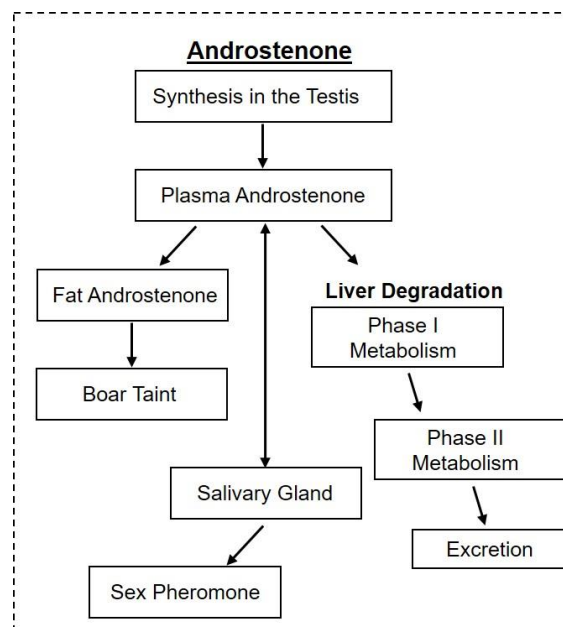 Androstenone
Synthesis in the Testis
Plasma Androstenone
Fat Androstenone
Boar Taint
Liver Degradation
Phase I
Metabolism
Phase II
Metabolism
Excretion
Salivary Gland
Sex Pheromone